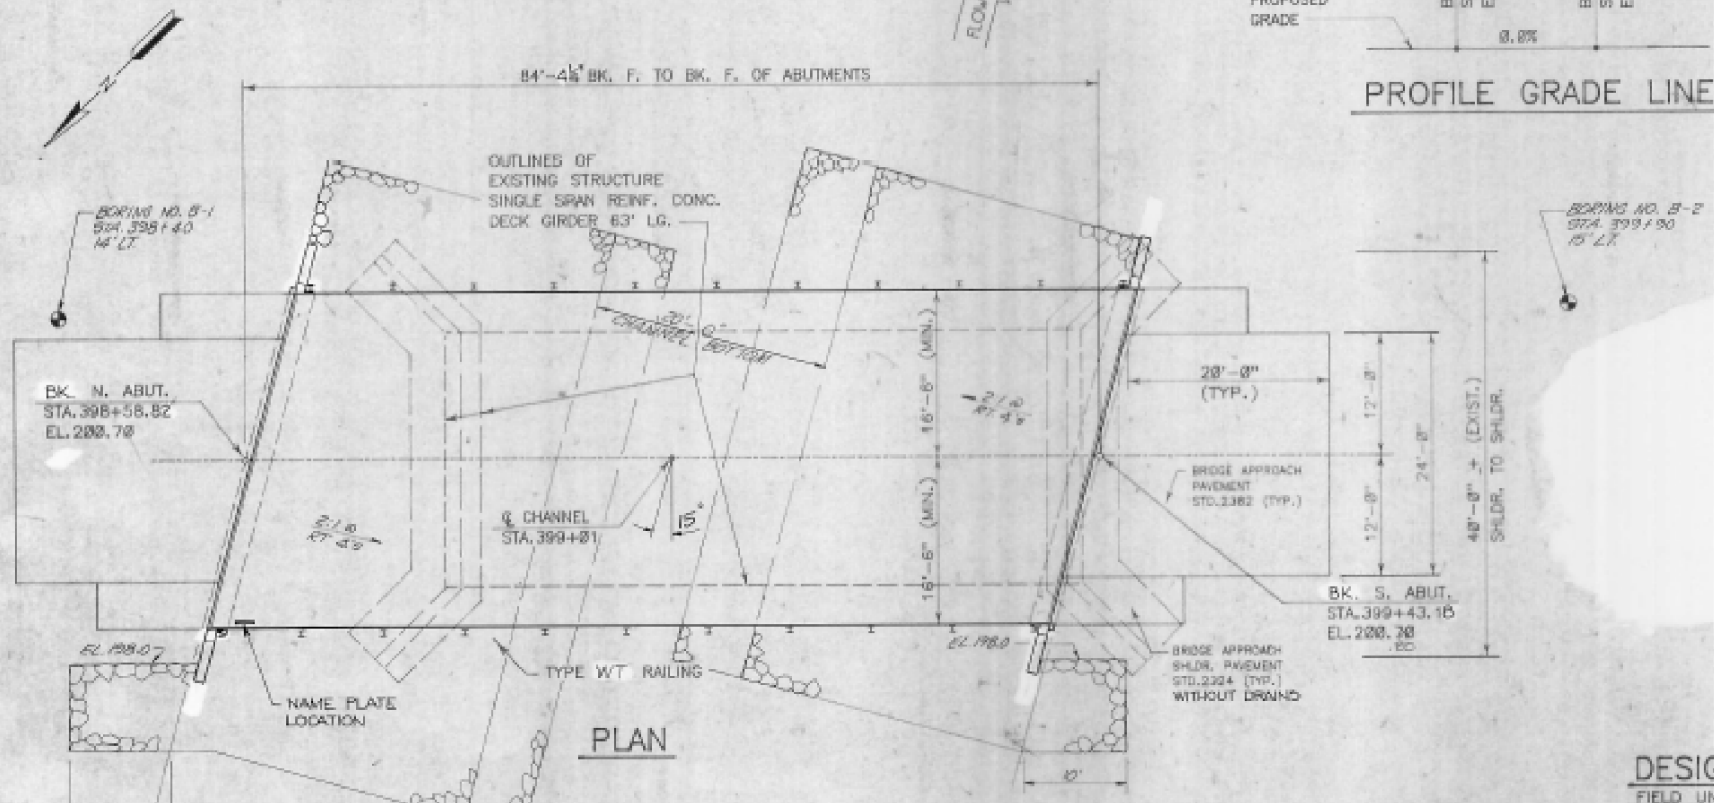 N
FLOW
PROPOSED
GRADE
0.0%
PROFILE GRADE LINE
84'-4¼" BK. F. TO BK. F. OF ABUTMENTS
OUTLINES OF
EXISTING STRUCTURE
SINGLE SPAN REINF. CONC.
DECK GIRDER 63' LG.
BORING NO. B-1
STA. 398+40
14' LT.
BORING NO. B-2
STA. 399+90
15' LT.
20'-0"
CHANNEL BOTTOM
16'-6" (MIN.)
16'-6" (MIN.)
BK. N. ABUT.
STA.398+58.82
EL.200.70
20'-0"
(TYP.)
12'-0"
12'-0"
24'-0"
40'-0" ± (EXIST.)
SHLDR. TO SHLDR.
BRIDGE APPROACH
PAVEMENT
STD.2382 (TYP.)
℄ CHANNEL
STA.399+01
15°
BK. S. ABUT.
STA.399+43.18
EL.200.70
EL.198.0
EL.198.0
BRIDGE APPROACH
SHLDR. PAVEMENT
STD.2324 (TYP.)
WITHOUT DRAINS
TYPE WT RAILING
NAME PLATE
LOCATION
PLAN
10'
DESIG
FIELD UN